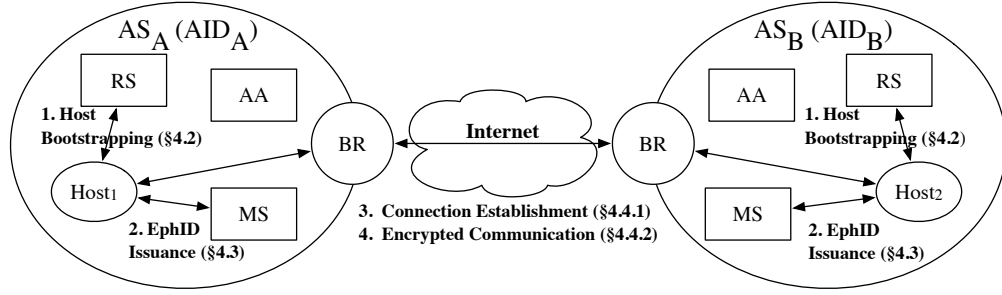 AS_A (AID_A)
RS
AA
1. Host
Bootstrapping (§4.2)
BR
Host1
MS
2. EphID
Issuance (§4.3)
Internet
3. Connection Establishment (§4.4.1)
4. Encrypted Communication (§4.4.2)
AS_B (AID_B)
AA
RS
1. Host
Bootstrapping (§4.2)
BR
Host2
MS
2. EphID
Issuance (§4.3)